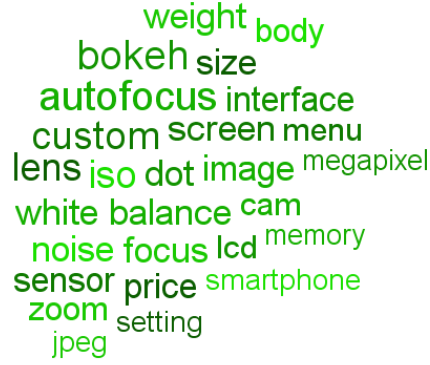 weight body
bokeh size
autofocus interface
custom screen menu
lens iso dot image megapixel
white balance cam
noise focus lcd memory
sensor price smartphone
zoom setting
jpeg